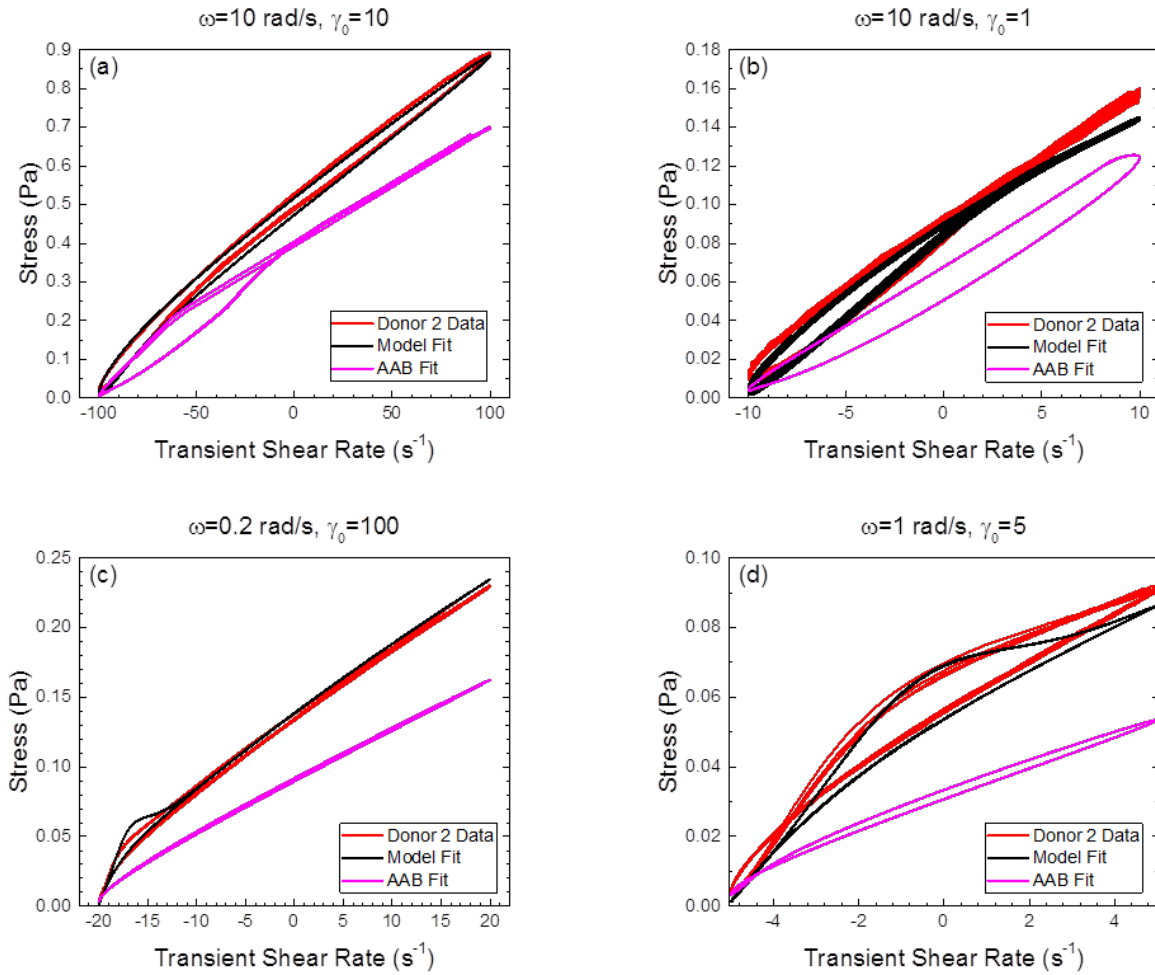 ω=10 rad/s, γ₀=10
(a)
0.9
0.8
0.7
0.6
0.5
0.4
0.3
0.2
0.1
0.0
Stress (Pa)
Donor 2 Data
Model Fit
AAB Fit
-100 -50 0 50 100
Transient Shear Rate (s⁻¹)
ω=10 rad/s, γ₀=1
(b)
0.18
0.16
0.14
0.12
0.10
0.08
0.06
0.04
0.02
0.00
Stress (Pa)
Donor 2 Data
Model Fit
AAB Fit
-10 -5 0 5 10
Transient Shear Rate (s⁻¹)
ω=0.2 rad/s, γ₀=100
(c)
0.25
0.20
0.15
0.10
0.05
0.00
Stress (Pa)
Donor 2 Data
Model Fit
AAB Fit
-20 -15 -10 -5 0 5 10 15 20
Transient Shear Rate (s⁻¹)
ω=1 rad/s, γ₀=5
(d)
0.10
0.08
0.06
0.04
0.02
0.00
Stress (Pa)
Donor 2 Data
Model Fit
AAB Fit
-4 -2 0 2 4
Transient Shear Rate (s⁻¹)